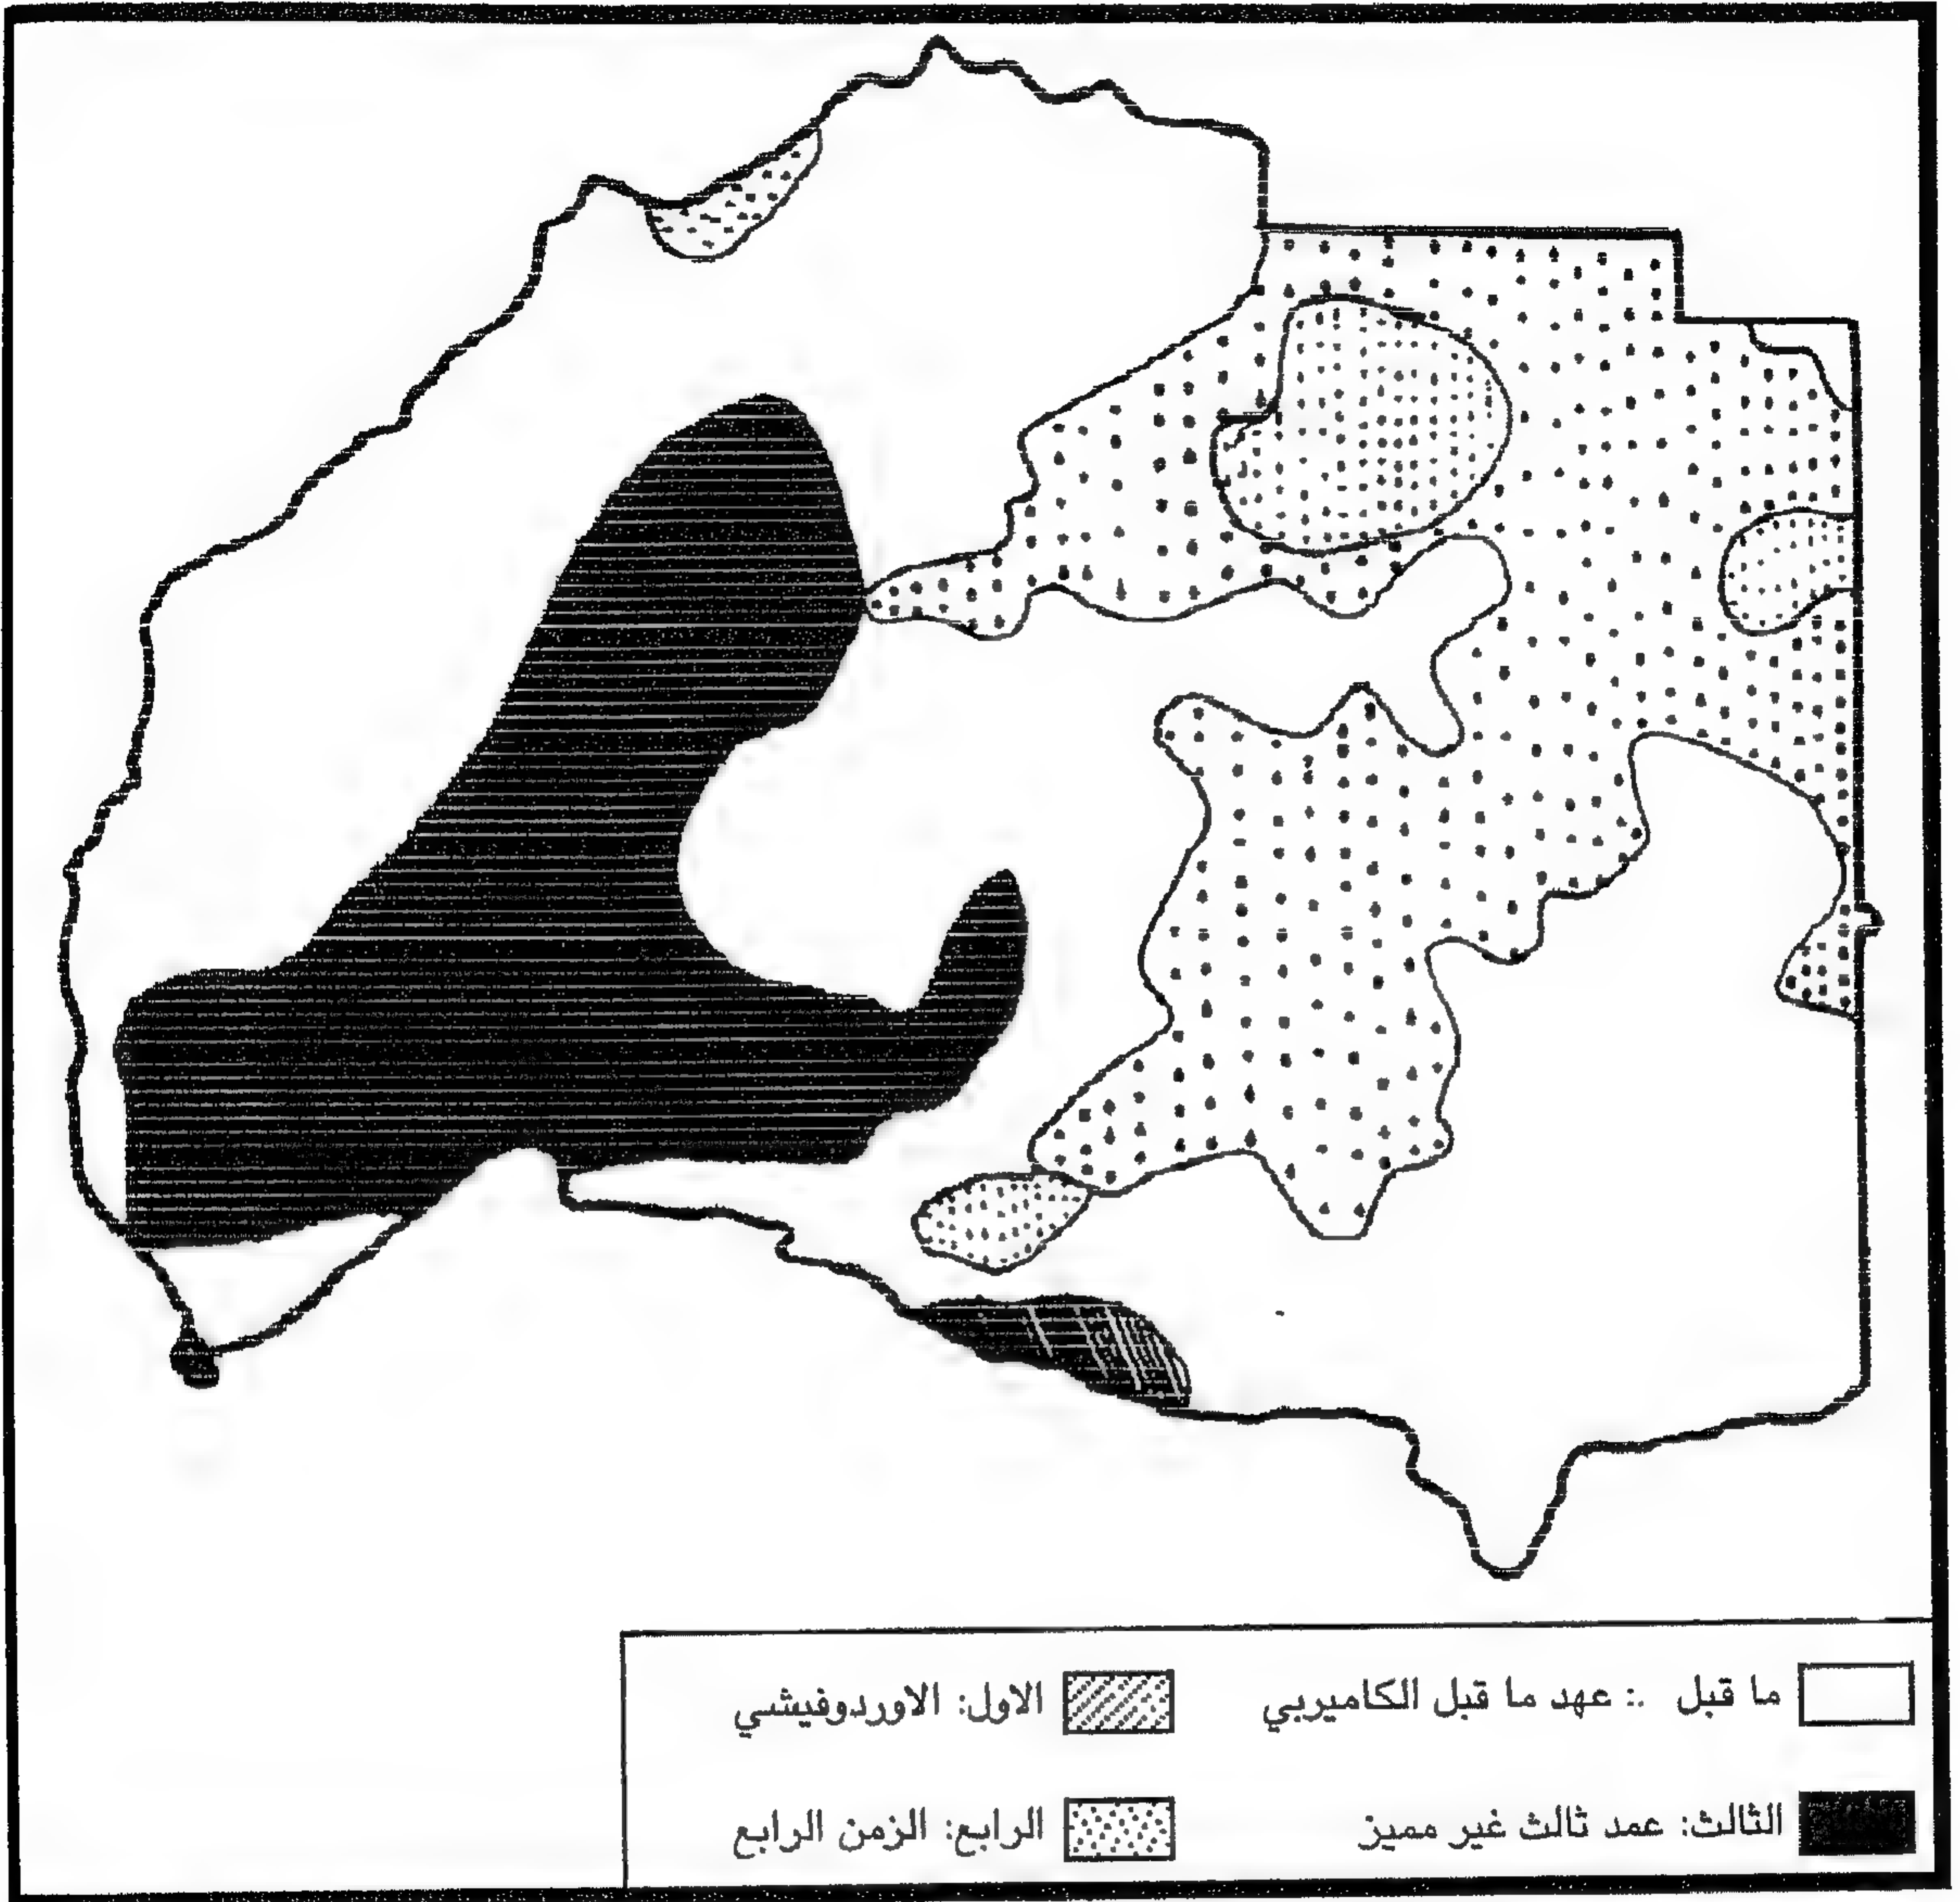 ما قبل .: عهد ما قبل الكاميربي
الاول: الاوردوفيشي
الثالث: عمد ثالث غير مميز
الرابع: الزمن الرابع